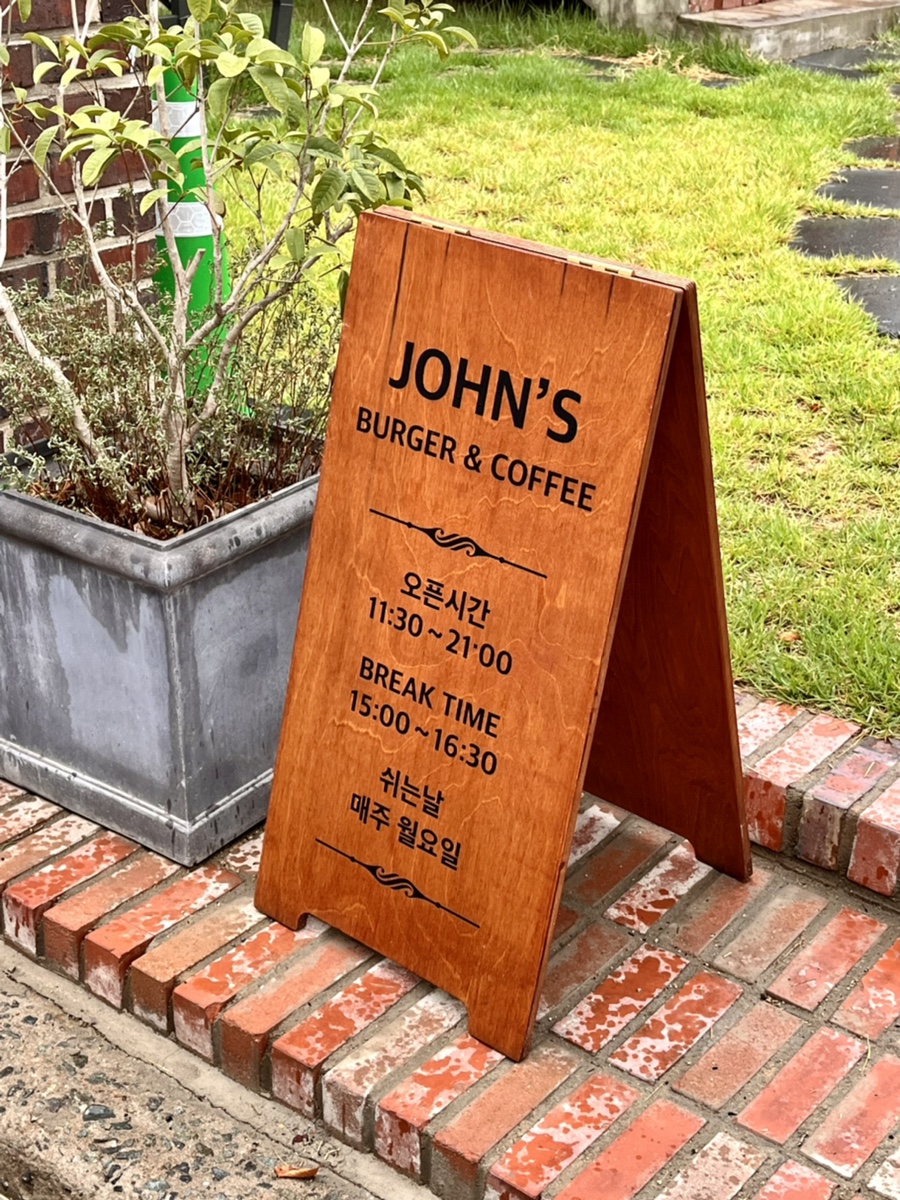 JOHN’S
BURGER & COFFEE
오픈시간
11:30 ~ 21:00
BREAK TIME
15:00 ~ 16:30
쉬는날
매주 월요일